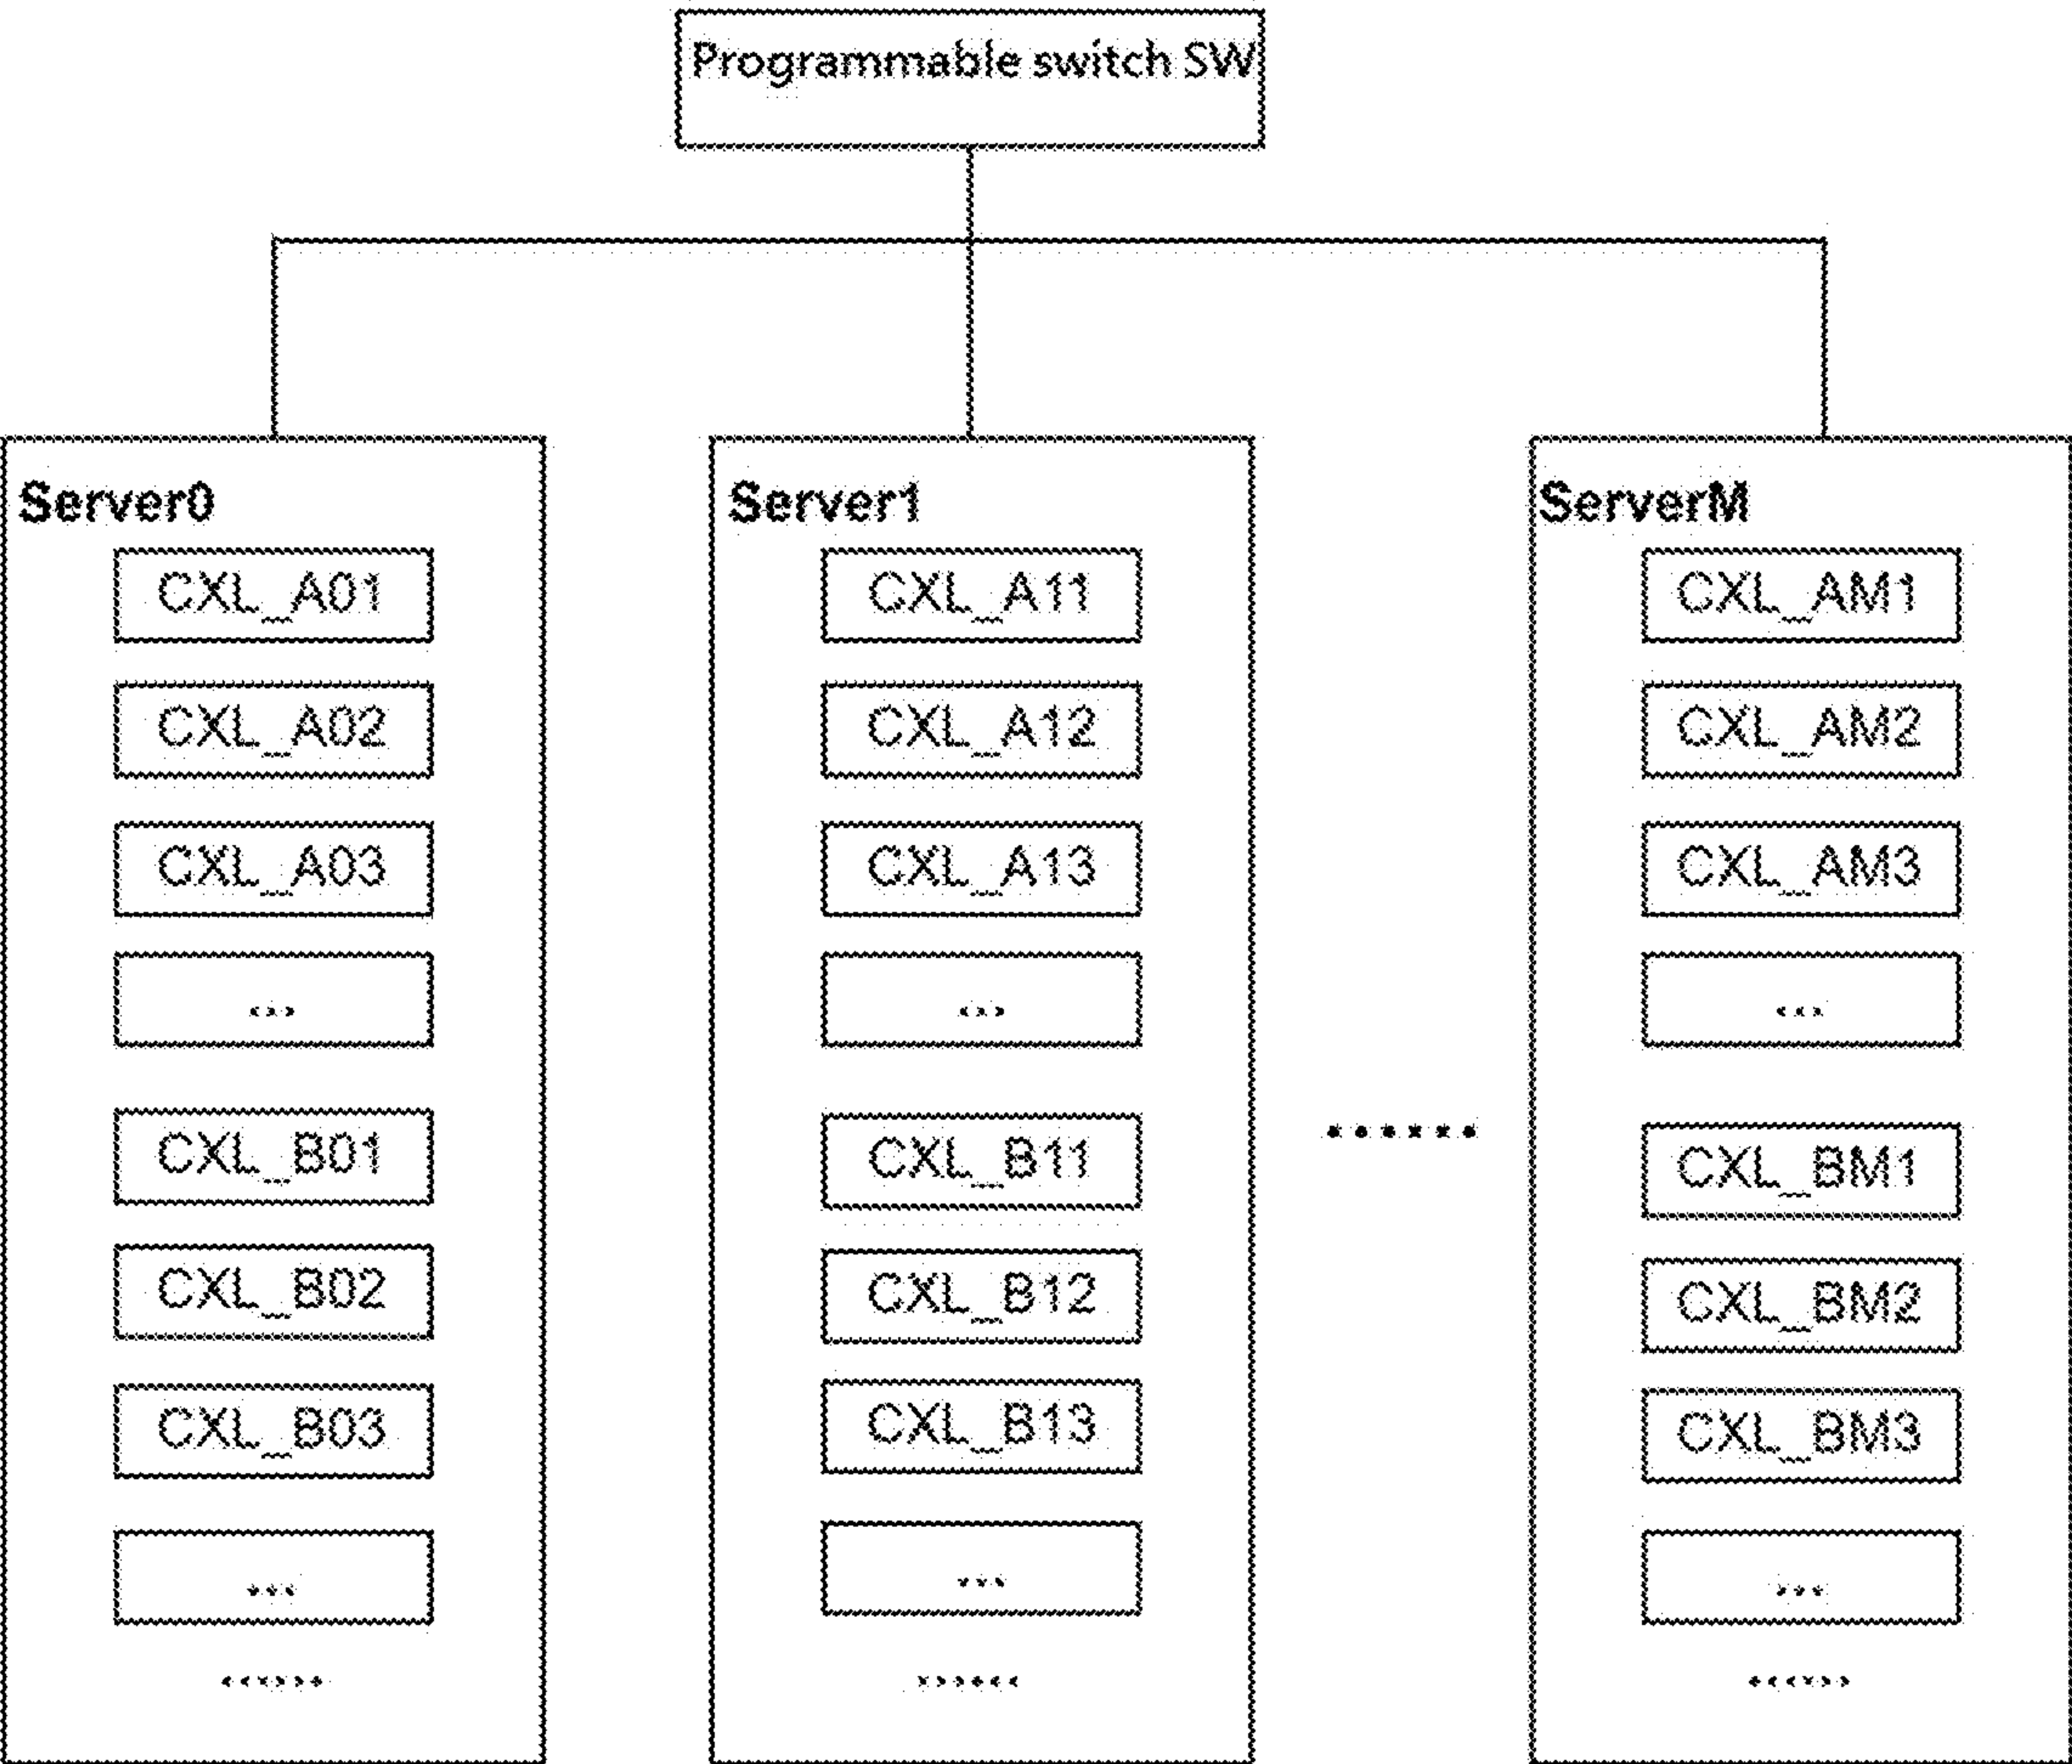 Programmable switch SW
Server0
CXL_A01
CXL_A02
CXL_A03
...
CXL_B01
CXL_B02
CXL_B03
...
......
Server1
CXL_A11
CXL_A12
CXL_A13
...
CXL_B11
CXL_B12
CXL_B13
...
......
......
ServerM
CXL_AM1
CXL_AM2
CXL_AM3
...
CXL_BM1
CXL_BM2
CXL_BM3
...
......